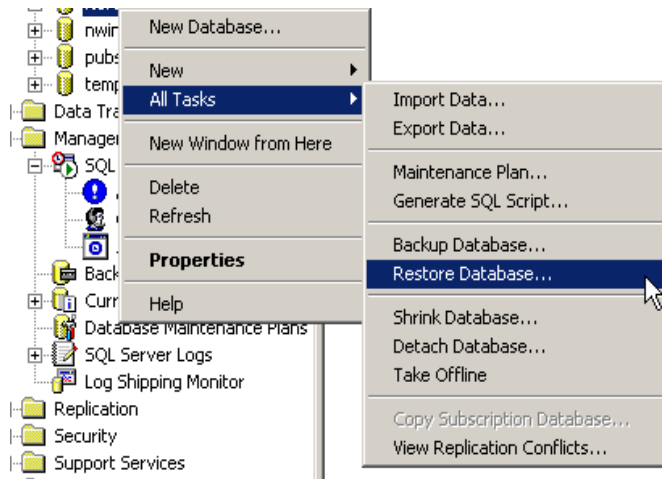 New Database...
New
All Tasks
New Window from Here
Delete
Refresh
Properties
Help
Import Data...
Export Data...
Maintenance Plan...
Generate SQL Script...
Backup Database...
Restore Database...
Shrink Database...
Detach Database...
Take Offline
Copy Subscription Database...
View Replication Conflicts...
nwin
pubs
temp
Data Tra
Manager
SQL
Back
Curr
Database Maintenance Plans
SQL Server Logs
Log Shipping Monitor
Replication
Security
Support Services